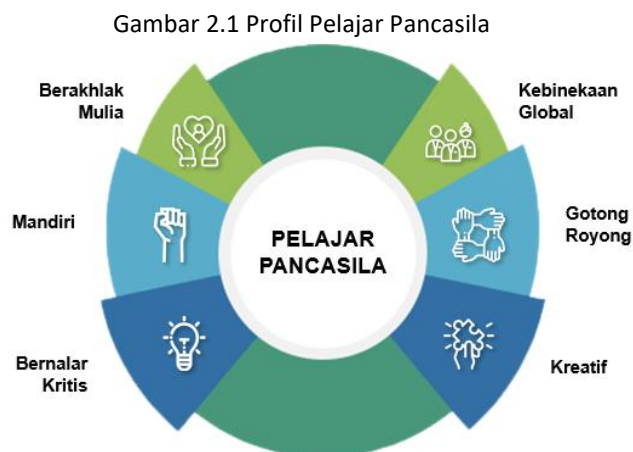 Gambar 2.1 Profil Pelajar Pancasila
Berakhlak
Mulia
Kebinekaan
Global
Mandiri
PELAJAR
PANCASILA
Gotong
Royong
Bernalar
Kritis
Kreatif